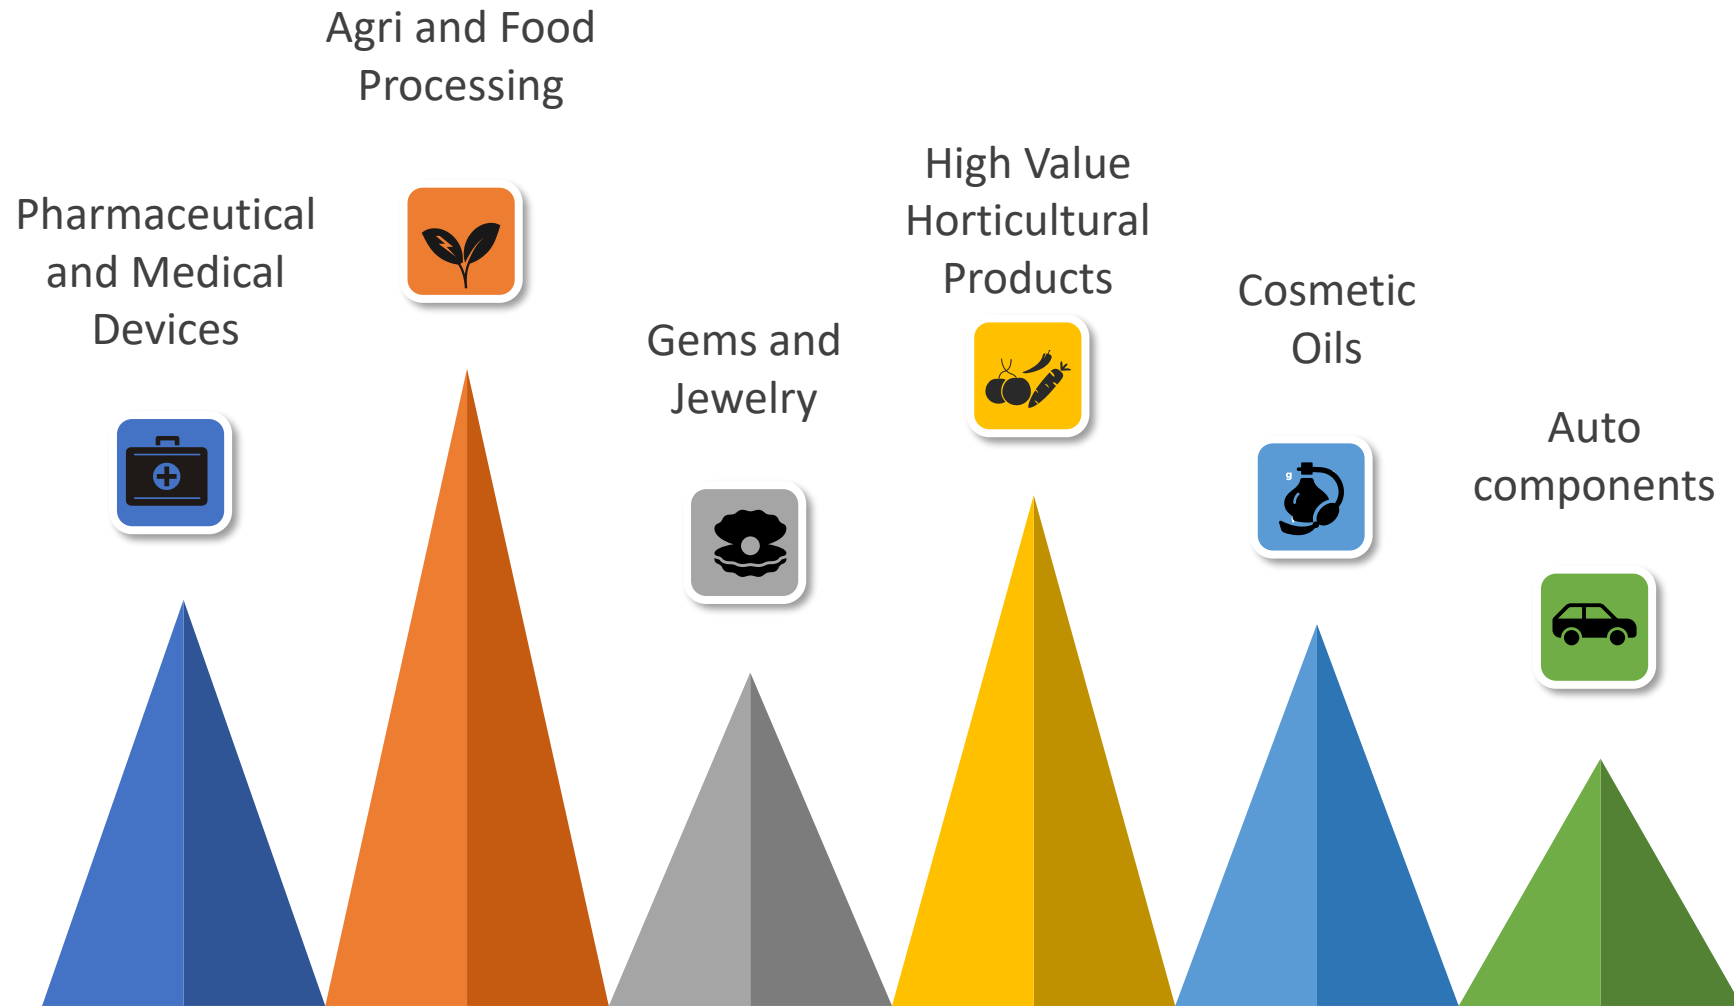 Agri and Food
Processing
Pharmaceutical
and Medical
Devices
Gems and
Jewelry
High Value
Horticultural
Products
Cosmetic
Oils
g
Auto
components